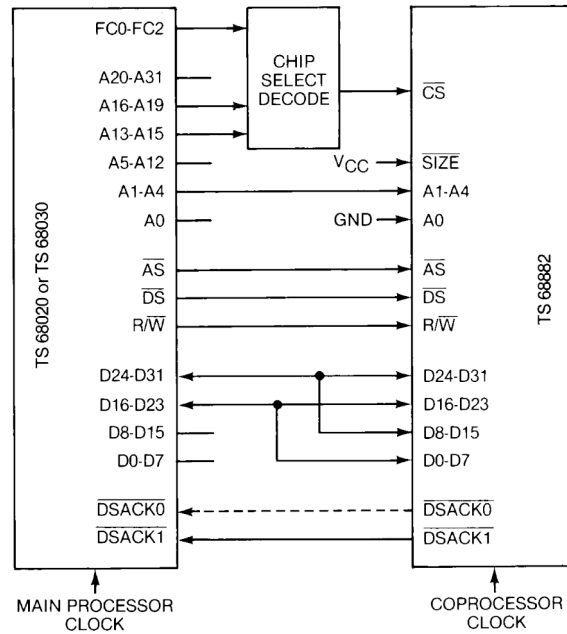 FC0-FC2
A20-A31
A16-A19
A13-A15
A5-A12
A1-A4
A0
AS
DS
R/W
D24-D31
D16-D23
D8-D15
D0-D7
DSACK0
DSACK1
TS 68020 or TS 68030
MAIN PROCESSOR
CLOCK
CHIP
SELECT
DECODE
VCC
GND
CS
SIZE
A1-A4
A0
AS
DS
R/W
D24-D31
D16-D23
D8-D15
D0-D7
DSACK0
DSACK1
TS 68882
COPROCESSOR
CLOCK